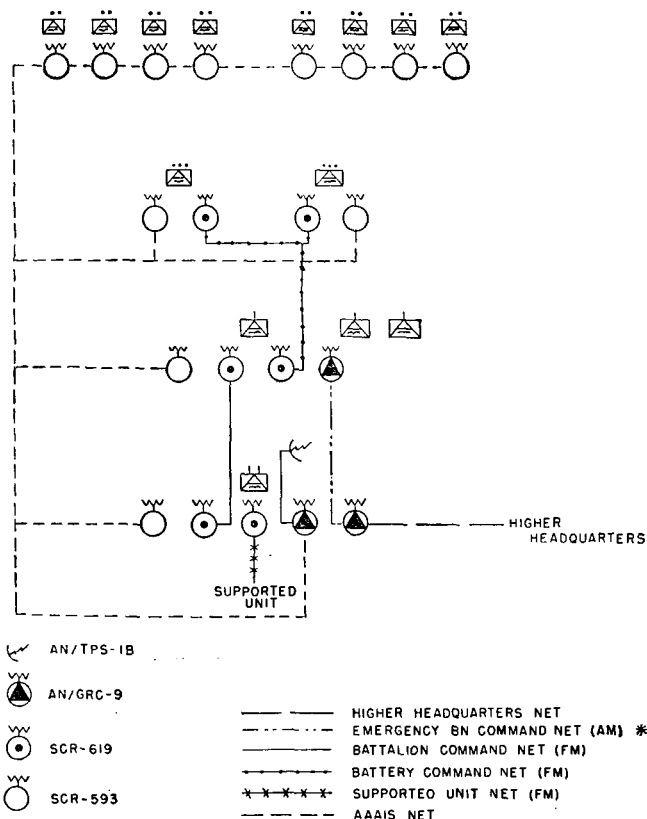 HIGHER
HEADQUARTERS
SUPPORTED
UNIT
AN/TPS-1B
AN/GRC-9
SCR-619
SCR-593
HIGHER HEADQUARTERS NET
EMERGENCY BN COMMAND NET (AM) *
BATTALION COMMAND NET (FM)
BATTERY COMMAND NET (FM)
SUPPORTED UNIT NET (FM)
AAAIS NET